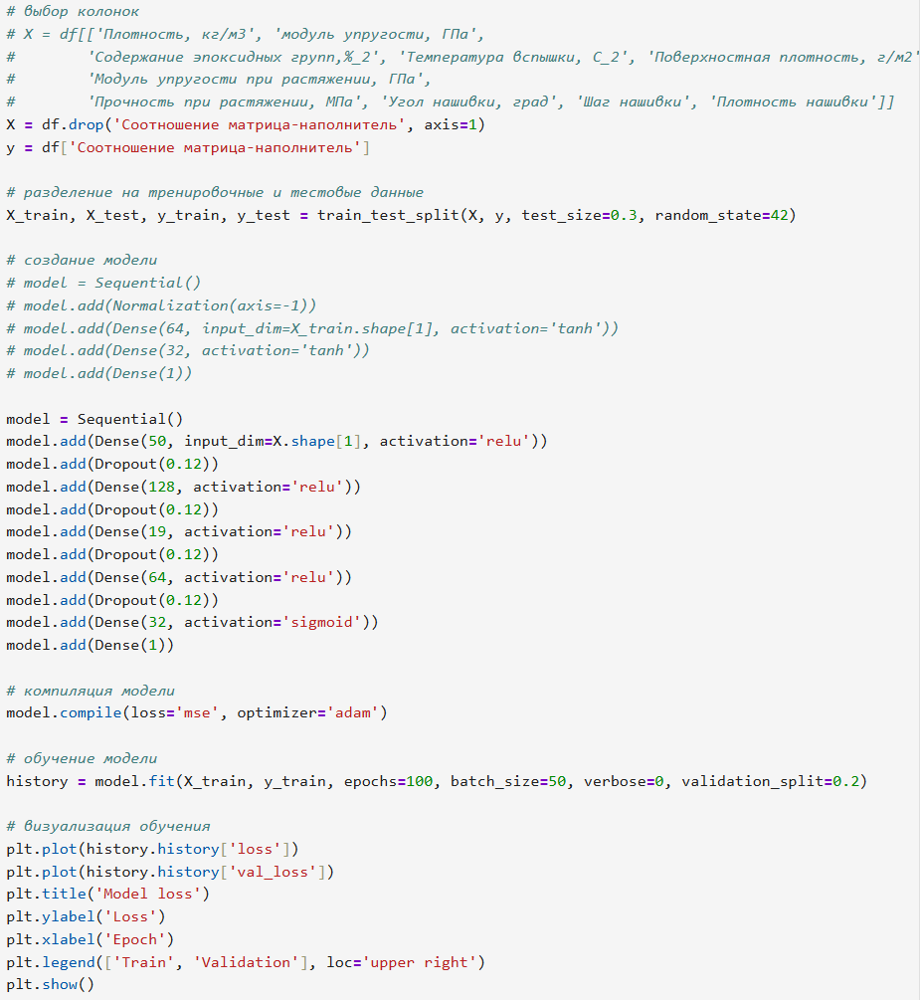 # выбор колонок
# X = df[['Плотность, кг/м3', 'модуль упругости, ГПа',
#        'Содержание эпоксидных групп,%_2', 'Температура вспышки, С_2', 'Поверхностная плотность, г/м2'
#        'Модуль упругости при растяжении, ГПа',
#        'Прочность при растяжении, МПа', 'Угол нашивки, град', 'Шаг нашивки', 'Плотность нашивки']]
X = df.drop('Соотношение матрица-наполнитель', axis=1)
y = df['Соотношение матрица-наполнитель']
# разделение на тренировочные и тестовые данные
X_train, X_test, y_train, y_test = train_test_split(X, y, test_size=0.3, random_state=42)
# создание модели
# model = Sequential()
# model.add(Normalization(axis=-1))
# model.add(Dense(64, input_dim=X_train.shape[1], activation='tanh'))
# model.add(Dense(32, activation='tanh'))
# model.add(Dense(1))
model = Sequential()
model.add(Dense(50, input_dim=X.shape[1], activation='relu'))
model.add(Dropout(0.12))
model.add(Dense(128, activation='relu'))
model.add(Dropout(0.12))
model.add(Dense(19, activation='relu'))
model.add(Dropout(0.12))
model.add(Dense(64, activation='relu'))
model.add(Dropout(0.12))
model.add(Dense(32, activation='sigmoid'))
model.add(Dense(1))
# компиляция модели
model.compile(loss='mse', optimizer='adam')
# обучение модели
history = model.fit(X_train, y_train, epochs=100, batch_size=50, verbose=0, validation_split=0.2)
# визуализация обучения
plt.plot(history.history['loss'])
plt.plot(history.history['val_loss'])
plt.title('Model loss')
plt.ylabel('Loss')
plt.xlabel('Epoch')
plt.legend(['Train', 'Validation'], loc='upper right')
plt.show()